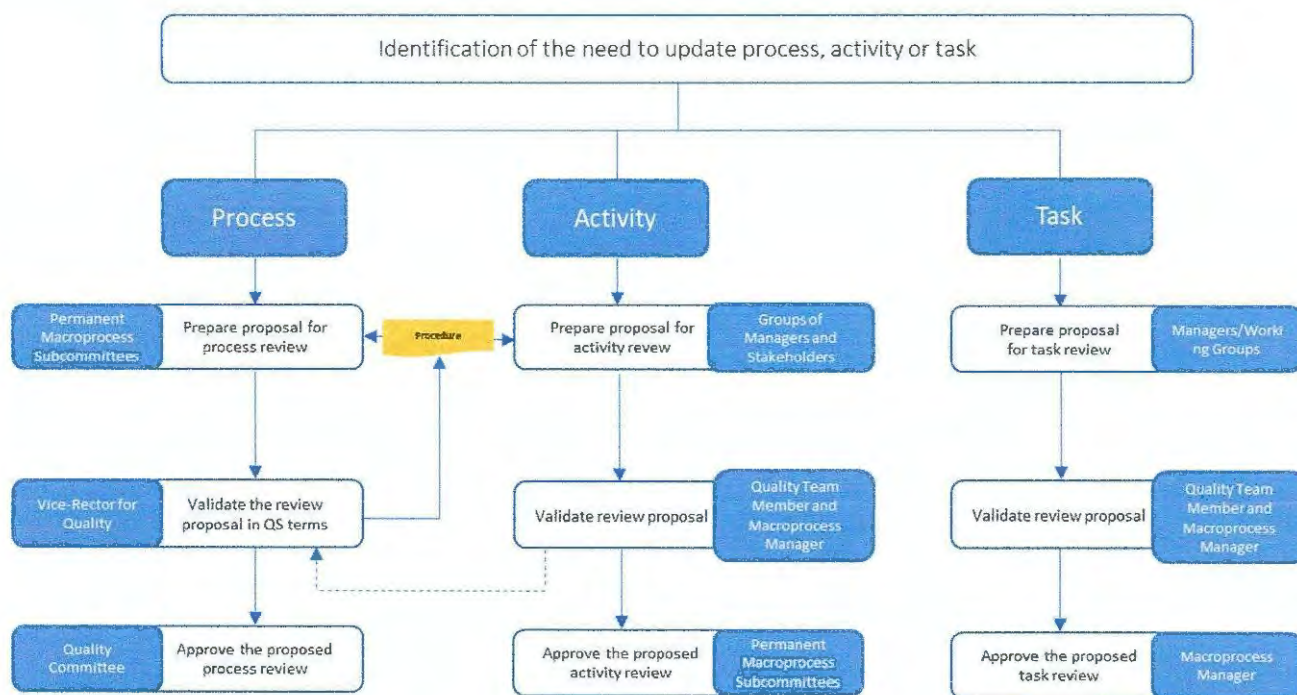 Identification of the need to update process, activity or task
Process
Activity
Task
Permanent
Macroprocess
Subcommittees
Prepare proposal for
process review
Procedure
Prepare proposal for
activity review
Groups of
Managers and
Stakeholders
Prepare proposal
for task review
Managers/Worki
ng Groups
Vice-Rector for
Quality
Validate the review
proposal in QS terms
Validate review proposal
Quality Team
Member and
Macroprocess
Manager
Validate review proposal
Quality Team
Member and
Macroprocess
Manager
Quality
Committee
Approve the proposed
process review
Approve the proposed
activity review
Permanent
Macroprocess
Subcommittees
Approve the proposed
task review
Macroprocess
Manager